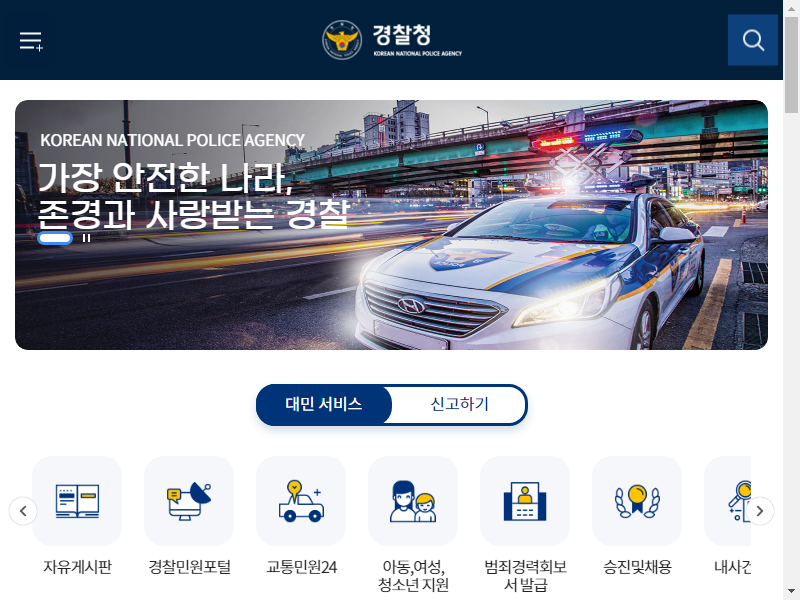 경찰청
KOREAN NATIONAL POLICE AGENCY
KOREAN NATIONAL POLICE AGENCY
가장 안전한 나라,
존경과 사랑받는 경찰
대민 서비스
신고하기
자유게시판
경찰민원포털
교통민원24
아동,여성,
청소년 지원
범죄경력회보
서 발급
승진및채용
내사건